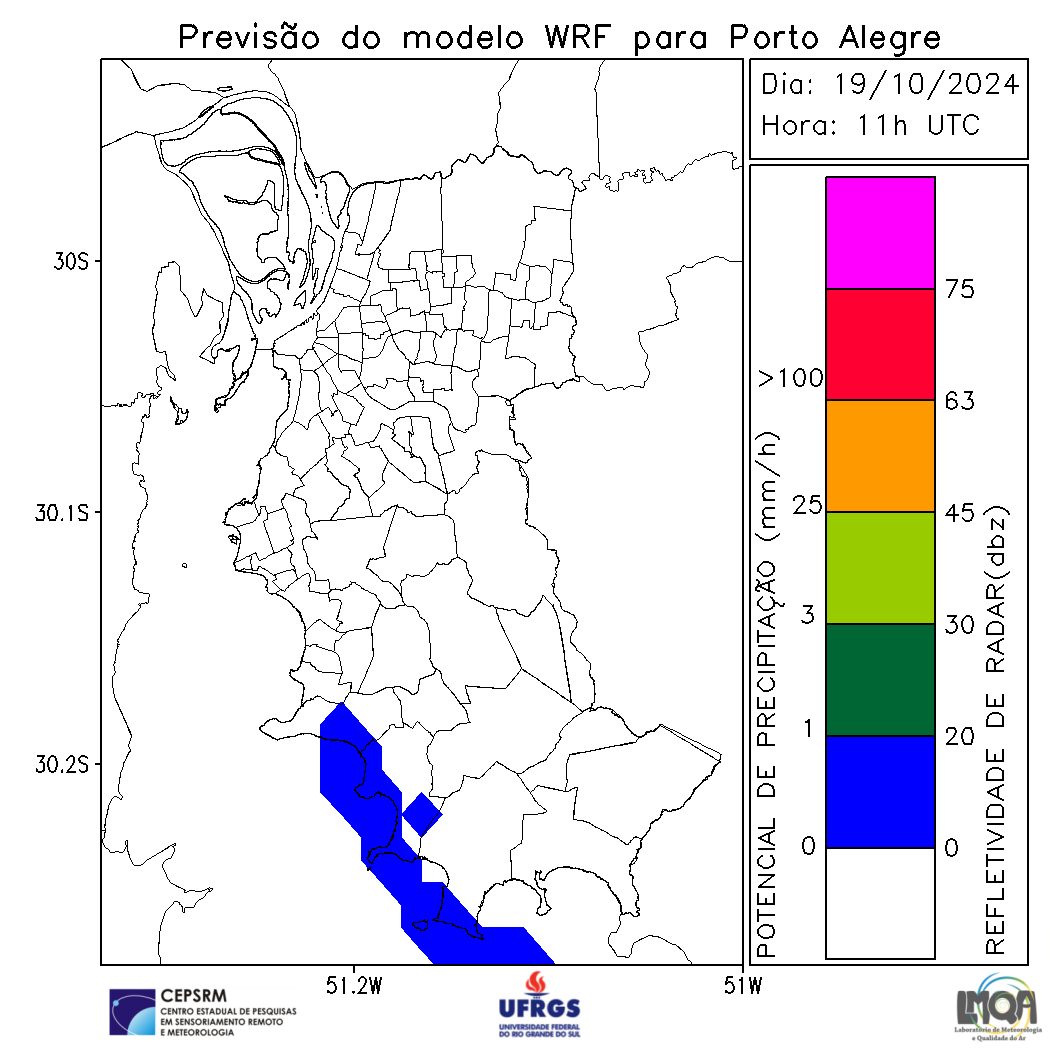 Previsão do modelo WRF para Porto Alegre
Dia: 19/10/2024
Hora: 11h UTC
30S
30.1S
30.2S
51.2W
51W
POTENCIAL DE PRECIPITAÇÃO (mm/h)
>100
25
3
1
0
75
63
45
30
20
0
REFLETIVIDADE DE RADAR(dbz)
CEPSRM
CENTRO ESTADUAL DE PESQUISAS
EM SENSORIAMENTO REMOTO
E METEOROLOGIA
UFRGS
UNIVERSIDADE FEDERAL
DO RIO GRANDE DO SUL
LMQA
Laboratório de Meteorologia
e Qualidade do Ar